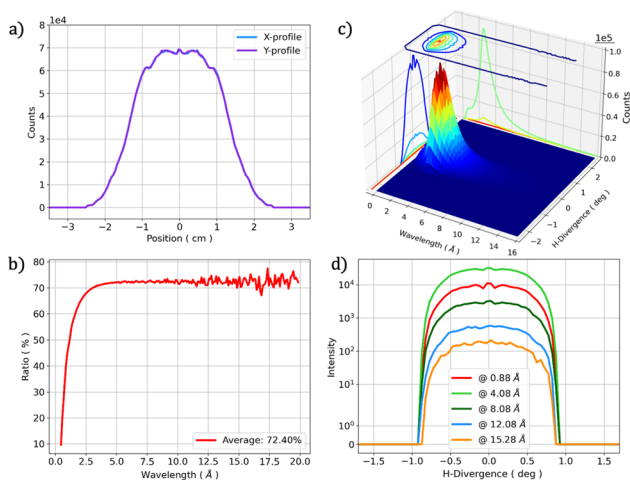 a)
5 1e4
X-profile
Y-profile
8
7
6
5
4
3
2
1
0
Counts
−3 −2 −1 0 1 2 3
Position ( cm )
b)
80
70
60
50
40
30
20
10
Ratio ( % )
Average: 72.40%
0.0 2.5 5.0 7.5 10.0 12.5 15.0 17.5 20.0
Wavelength ( Å )
c)
1e5
1.0
0.8
0.6
0.4
0.2
0.0
Counts
0 2 4 6 8 10 12 14 16
Wavelength ( Å )
−2 −1 0 1 2
H-Divergence ( deg )
d)
10⁴
10³
10²
10¹
10⁰
0
Intensity
@ 0.88 Å
@ 4.08 Å
@ 8.08 Å
@ 12.08 Å
@ 15.28 Å
−1.5 −1.0 −0.5 0.0 0.5 1.0 1.5
H-Divergence ( deg )